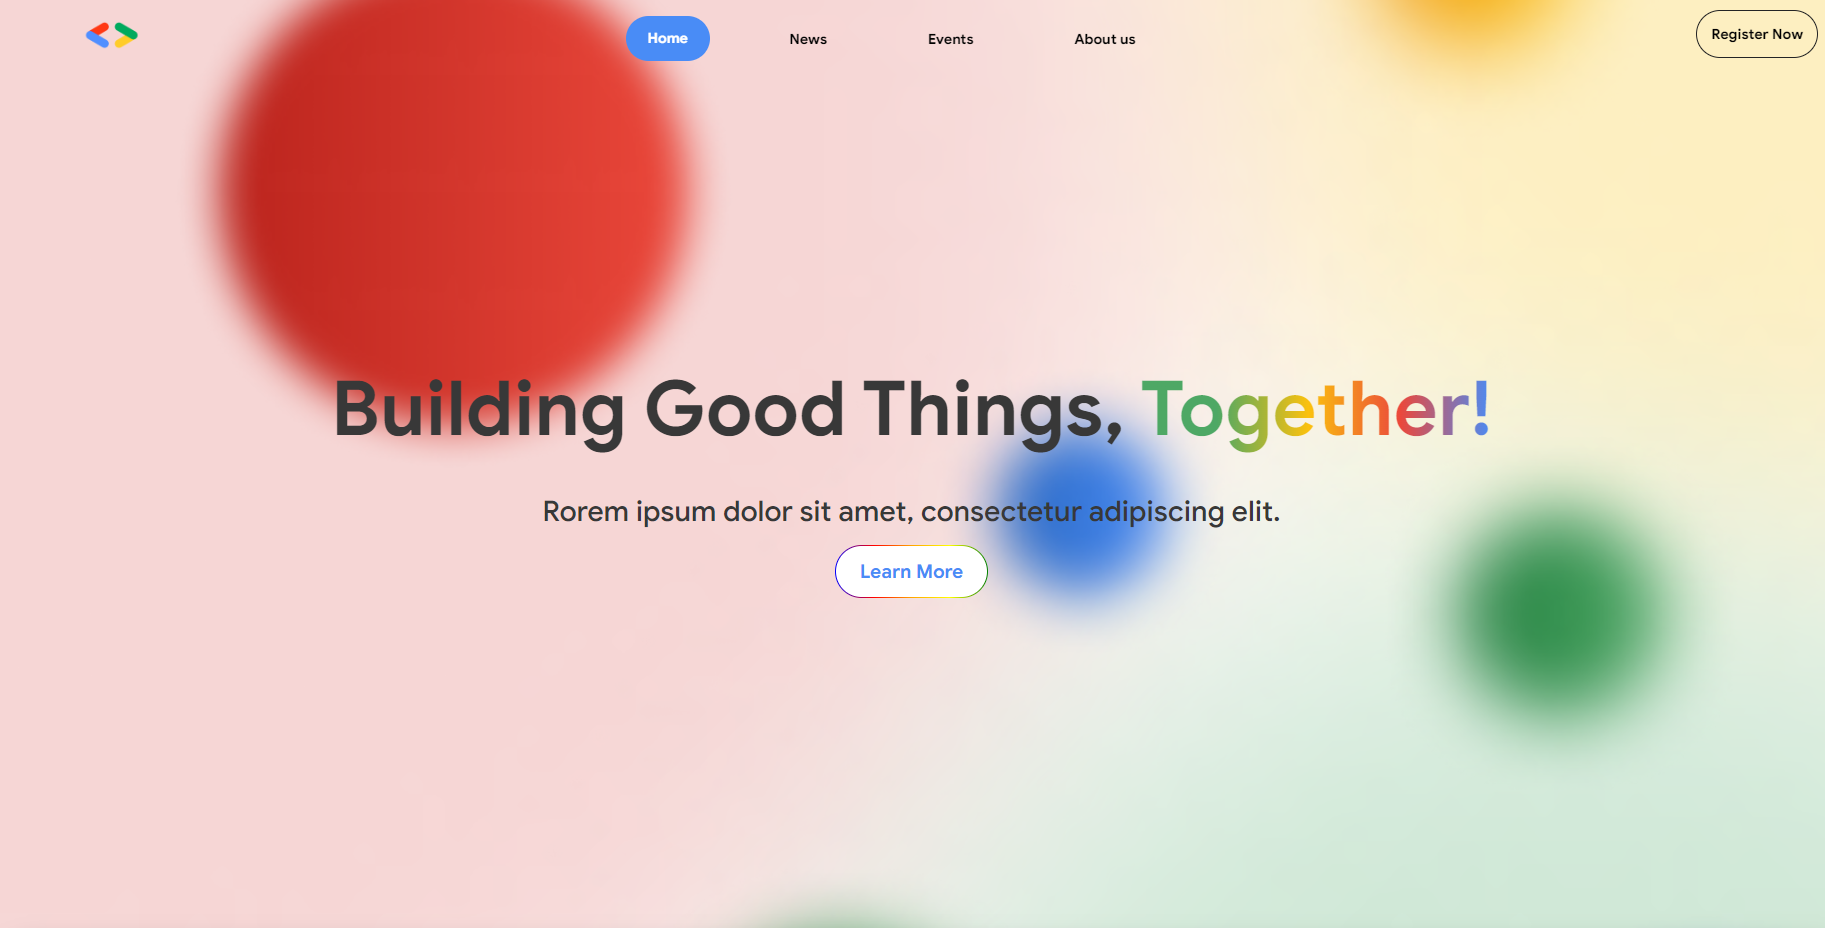 Home
News
Events
About us
Register Now
Building Good Things, Together!
Rorem ipsum dolor sit amet, consectetur adipiscing elit.
Learn More